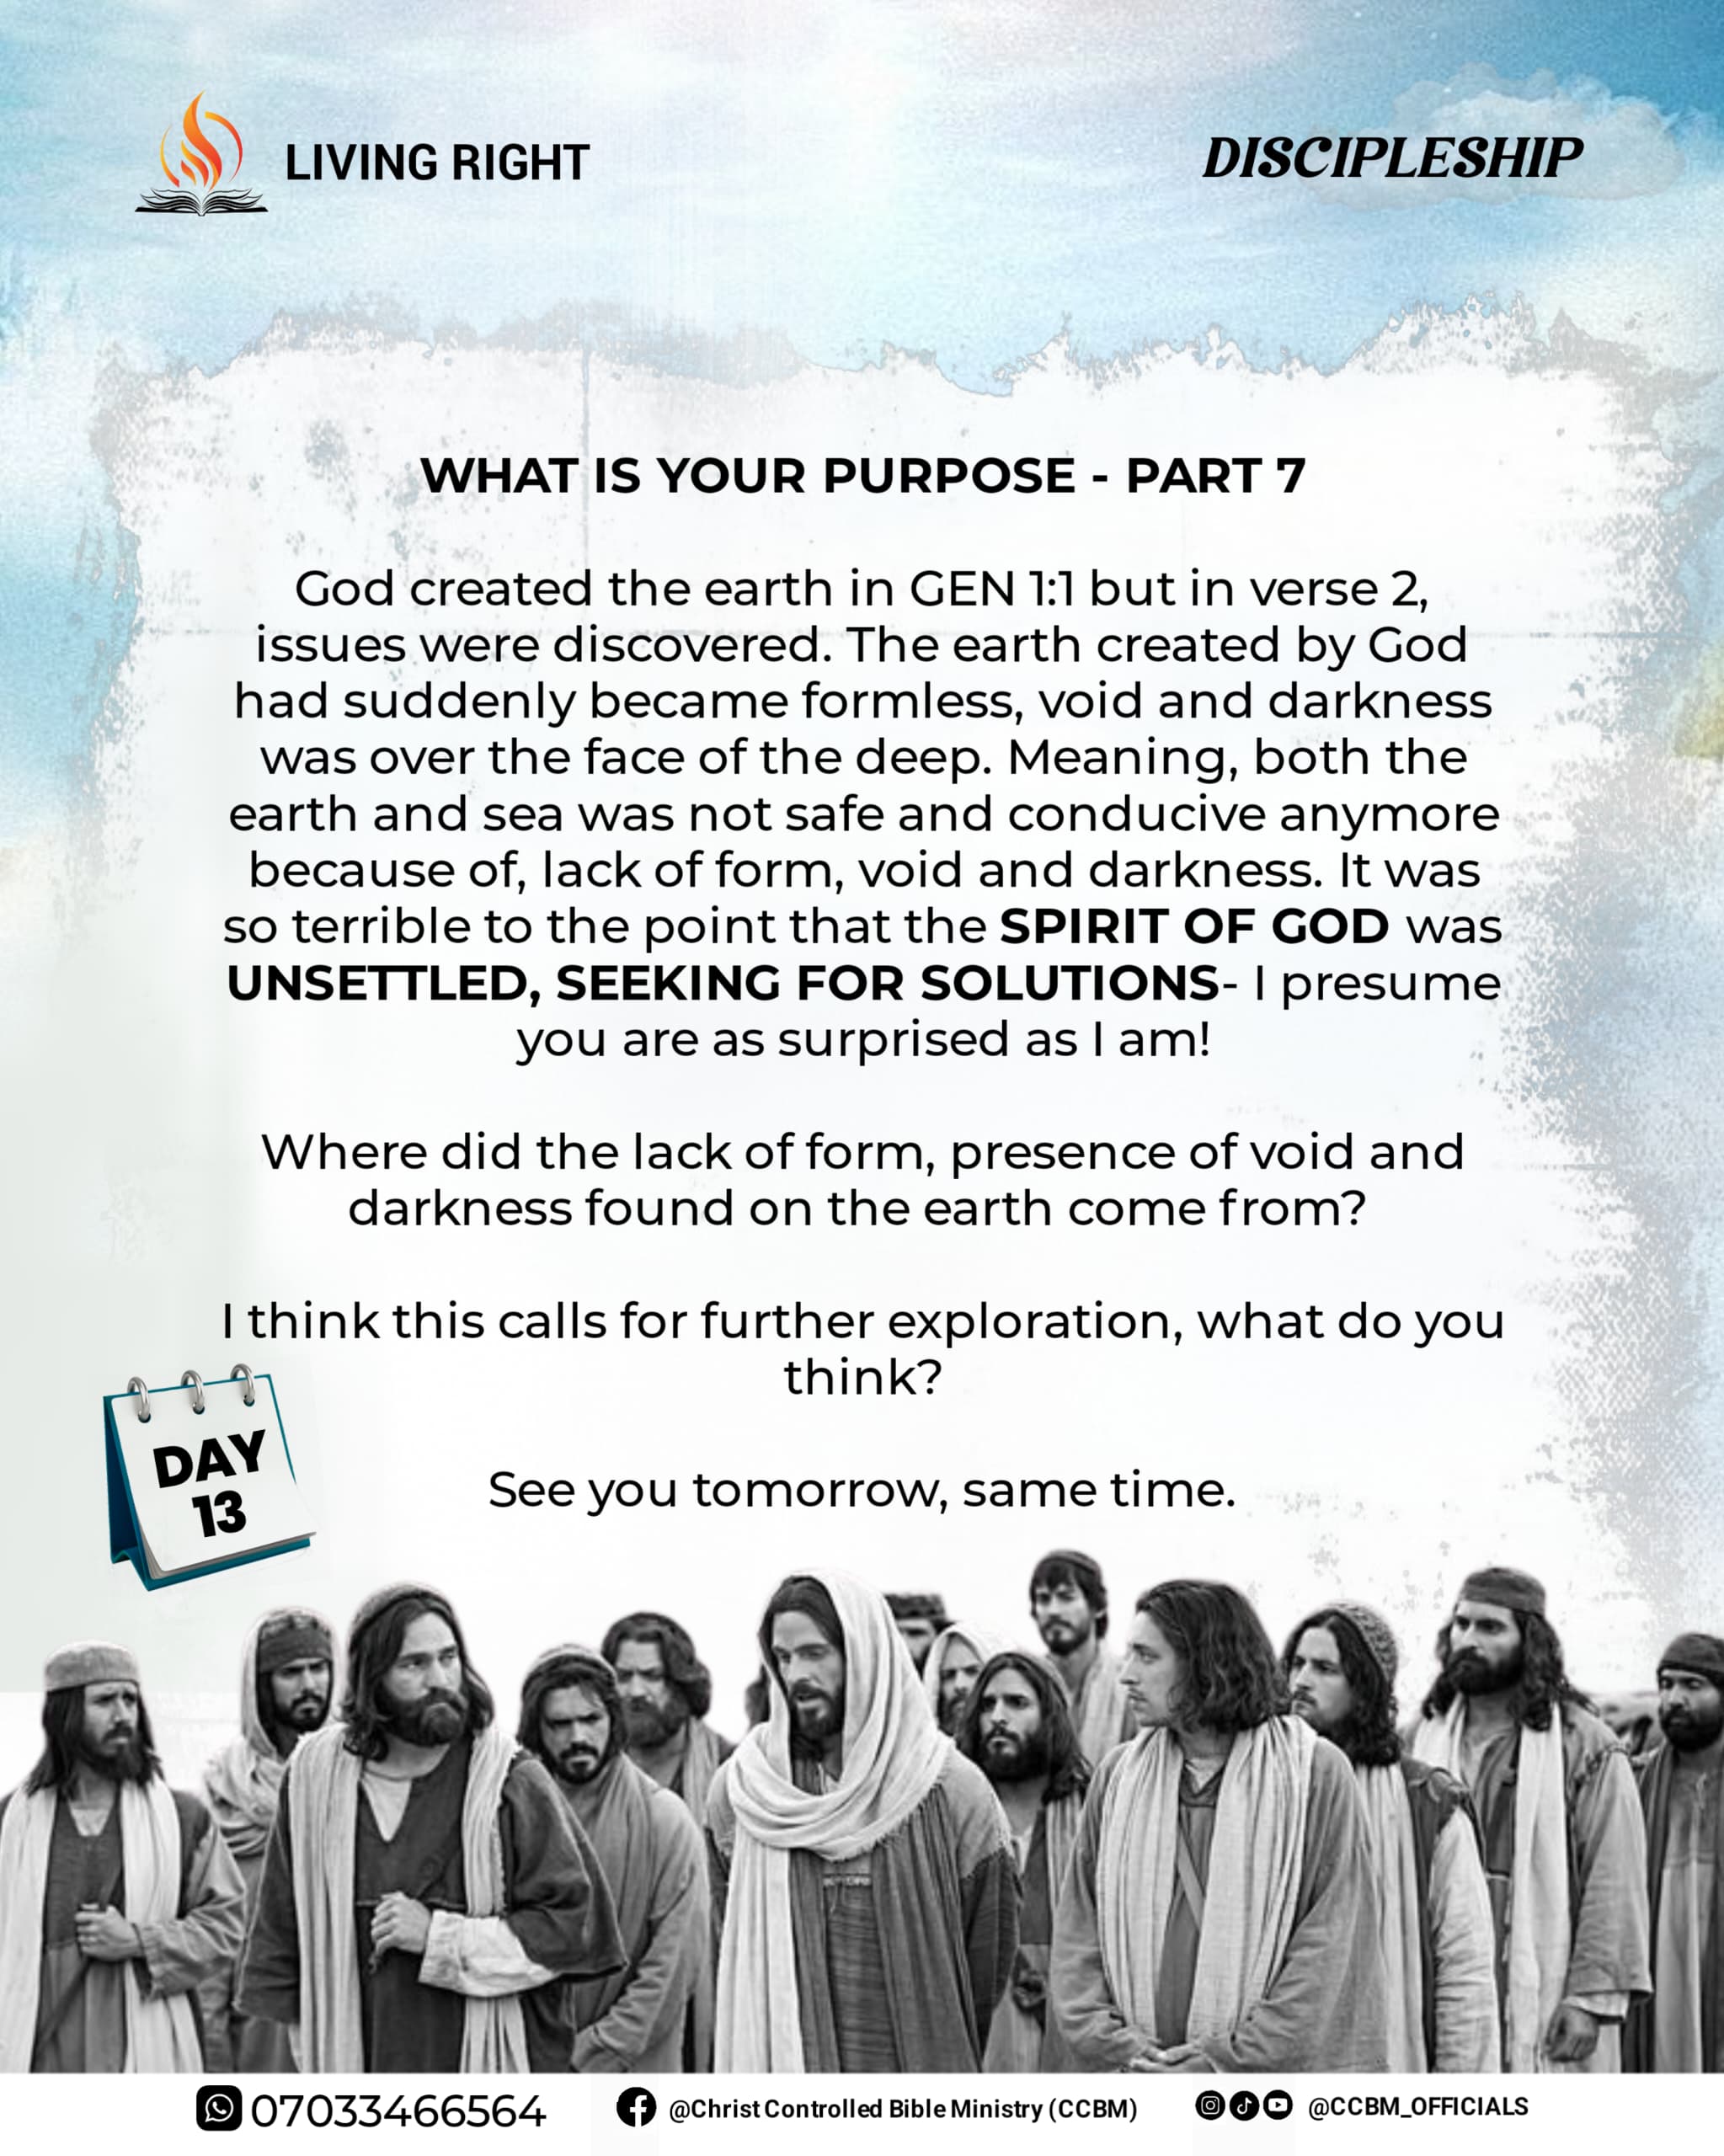 LIVING RIGHT
DISCIPLESHIP
WHAT IS YOUR PURPOSE - PART 7
God created the earth in GEN 1:1 but in verse 2,
issues were discovered. The earth created by God
had suddenly became formless, void and darkness
was over the face of the deep. Meaning, both the
earth and sea was not safe and conducive anymore
because of, lack of form, void and darkness. It was
so terrible to the point that the SPIRIT OF GOD was
UNSETTLED, SEEKING FOR SOLUTIONS- I presume
you are as surprised as I am!
Where did the lack of form, presence of void and
darkness found on the earth come from?
I think this calls for further exploration, what do you
think?
See you tomorrow, same time.
DAY
13
07033466564
@Christ Controlled Bible Ministry (CCBM)
@CCBM_OFFICIALS